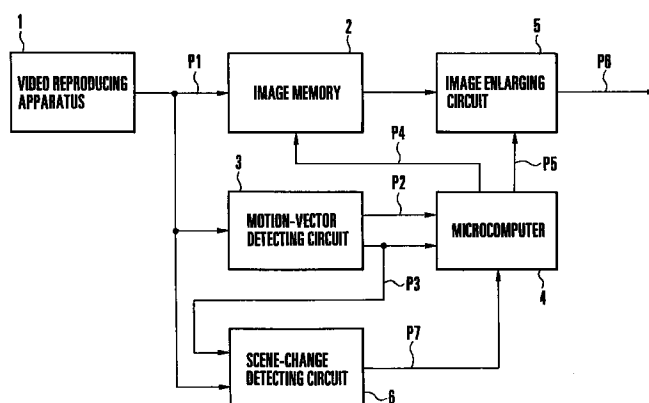 1
VIDEO REPRODUCING
APPARATUS
P1
2
IMAGE MEMORY
5
IMAGE ENLARGING
CIRCUIT
P6
P4
P5
3
MOTION-VECTOR
DETECTING CIRCUIT
P2
P3
MICROCOMPUTER
4
SCENE-CHANGE
DETECTING CIRCUIT
P7
6